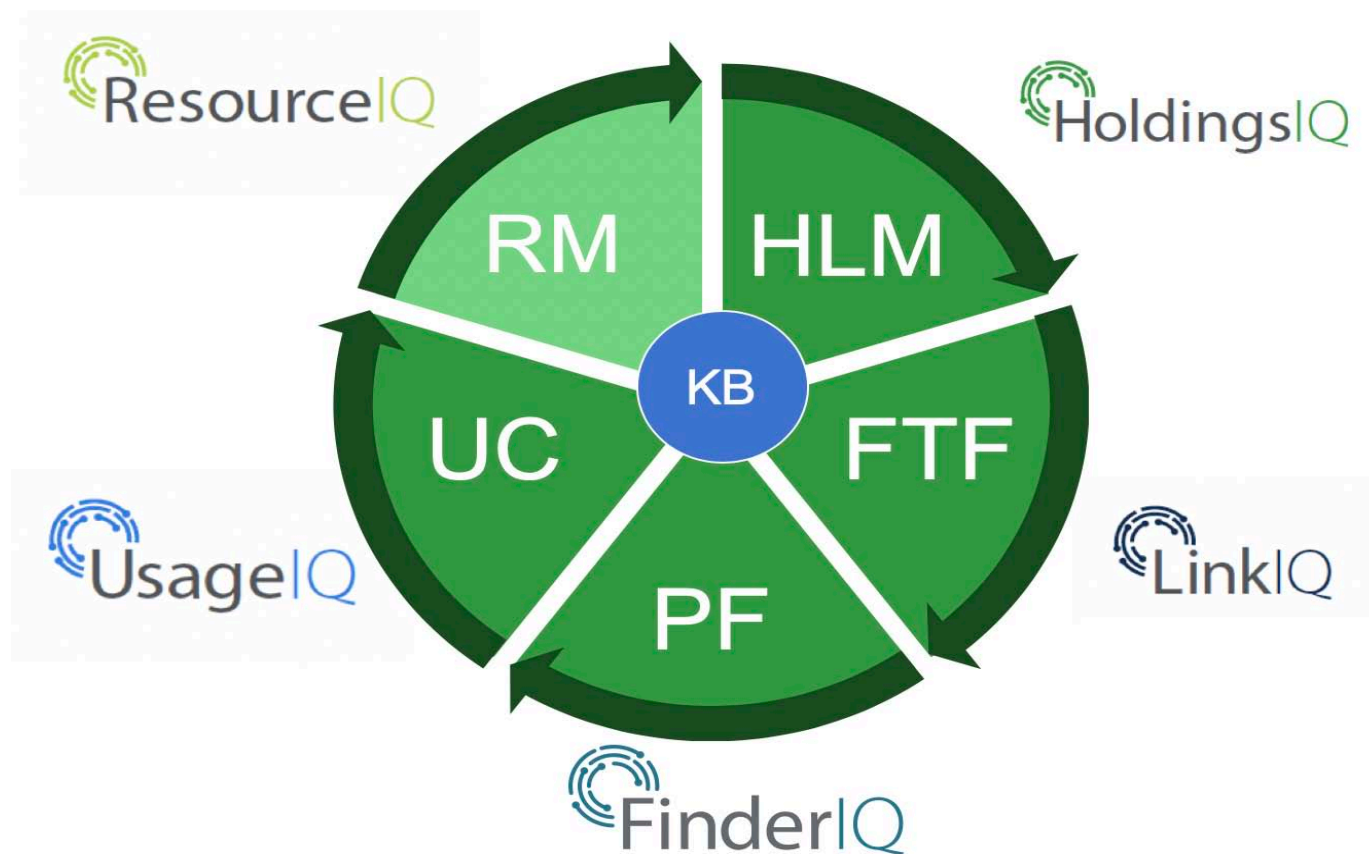 ResourceIQ
HoldingsIQ
RM
HLM
KB
UC
FTF
UsageIQ
LinkIQ
PF
FinderIQ